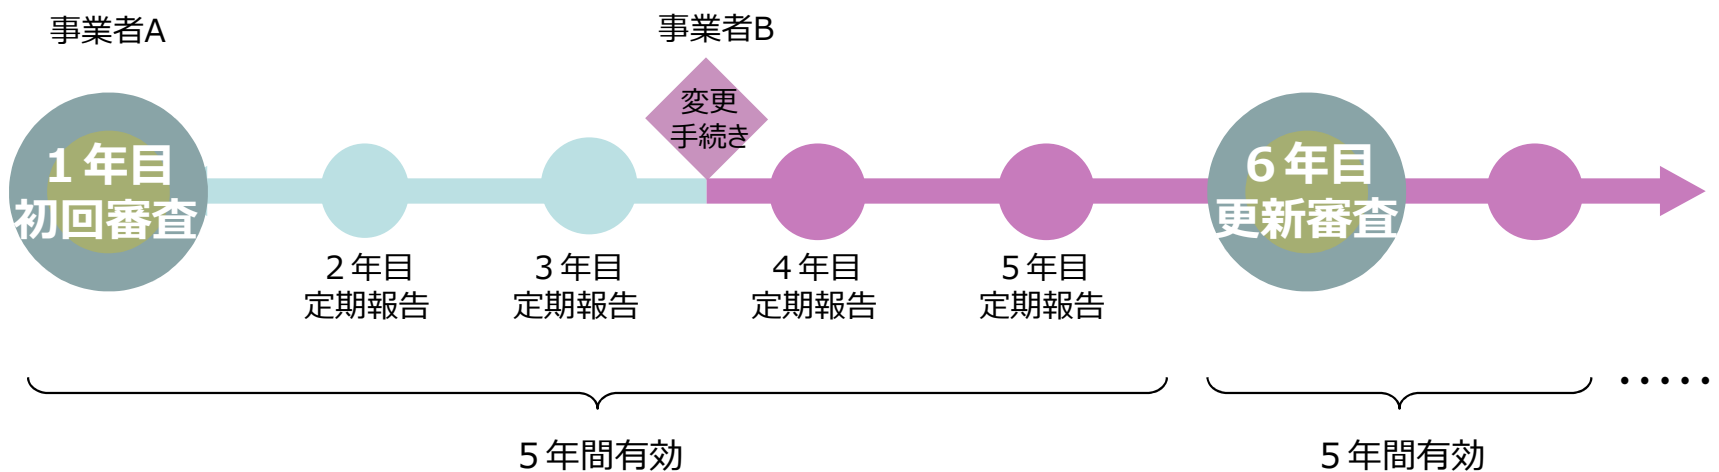 事業者A
事業者B
変更
手続き
１年目
初回審査
６年目
更新審査
２年目
定期報告
３年目
定期報告
４年目
定期報告
５年目
定期報告
・・・・・
５年間有効
５年間有効